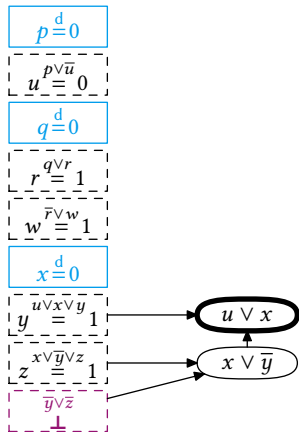 p d= 0
u p∨u̅= 0
q d= 0
r q∨r= 1
w r̅∨w= 1
x d= 0
y u∨x∨y= 1
u ∨ x
z x∨y̅∨z= 1
x ∨ y̅
y̅∨z̅
⊥